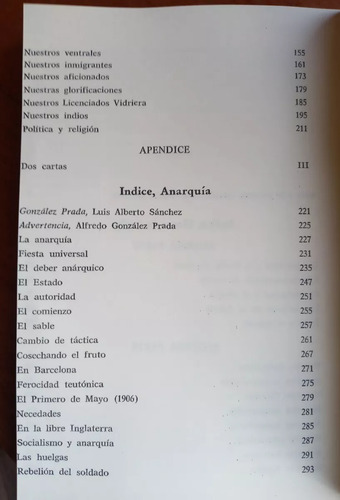 Nuestros ventrales 155
Nuestros inmigrantes 161
Nuestros aficionados 173
Nuestras glorificaciones 179
Nuestros Licenciados Vidriera 185
Nuestros indios 195
Política y religión 211
APENDICE
Dos cartas III
Indice, Anarquía
González Prada, Luis Alberto Sánchez 221
Advertencia, Alfredo González Prada 225
La anarquía 227
Fiesta universal 231
El deber anárquico 235
El Estado 247
La autoridad 251
El comienzo 255
El sable 257
Cambio de táctica 261
Cosechando el fruto 267
En Barcelona 271
Ferocidad teutónica 275
El Primero de Mayo (1906) 279
Necedades 281
En la libre Inglaterra 285
Socialismo y anarquía 287
Las huelgas 291
Rebelión del soldado 293